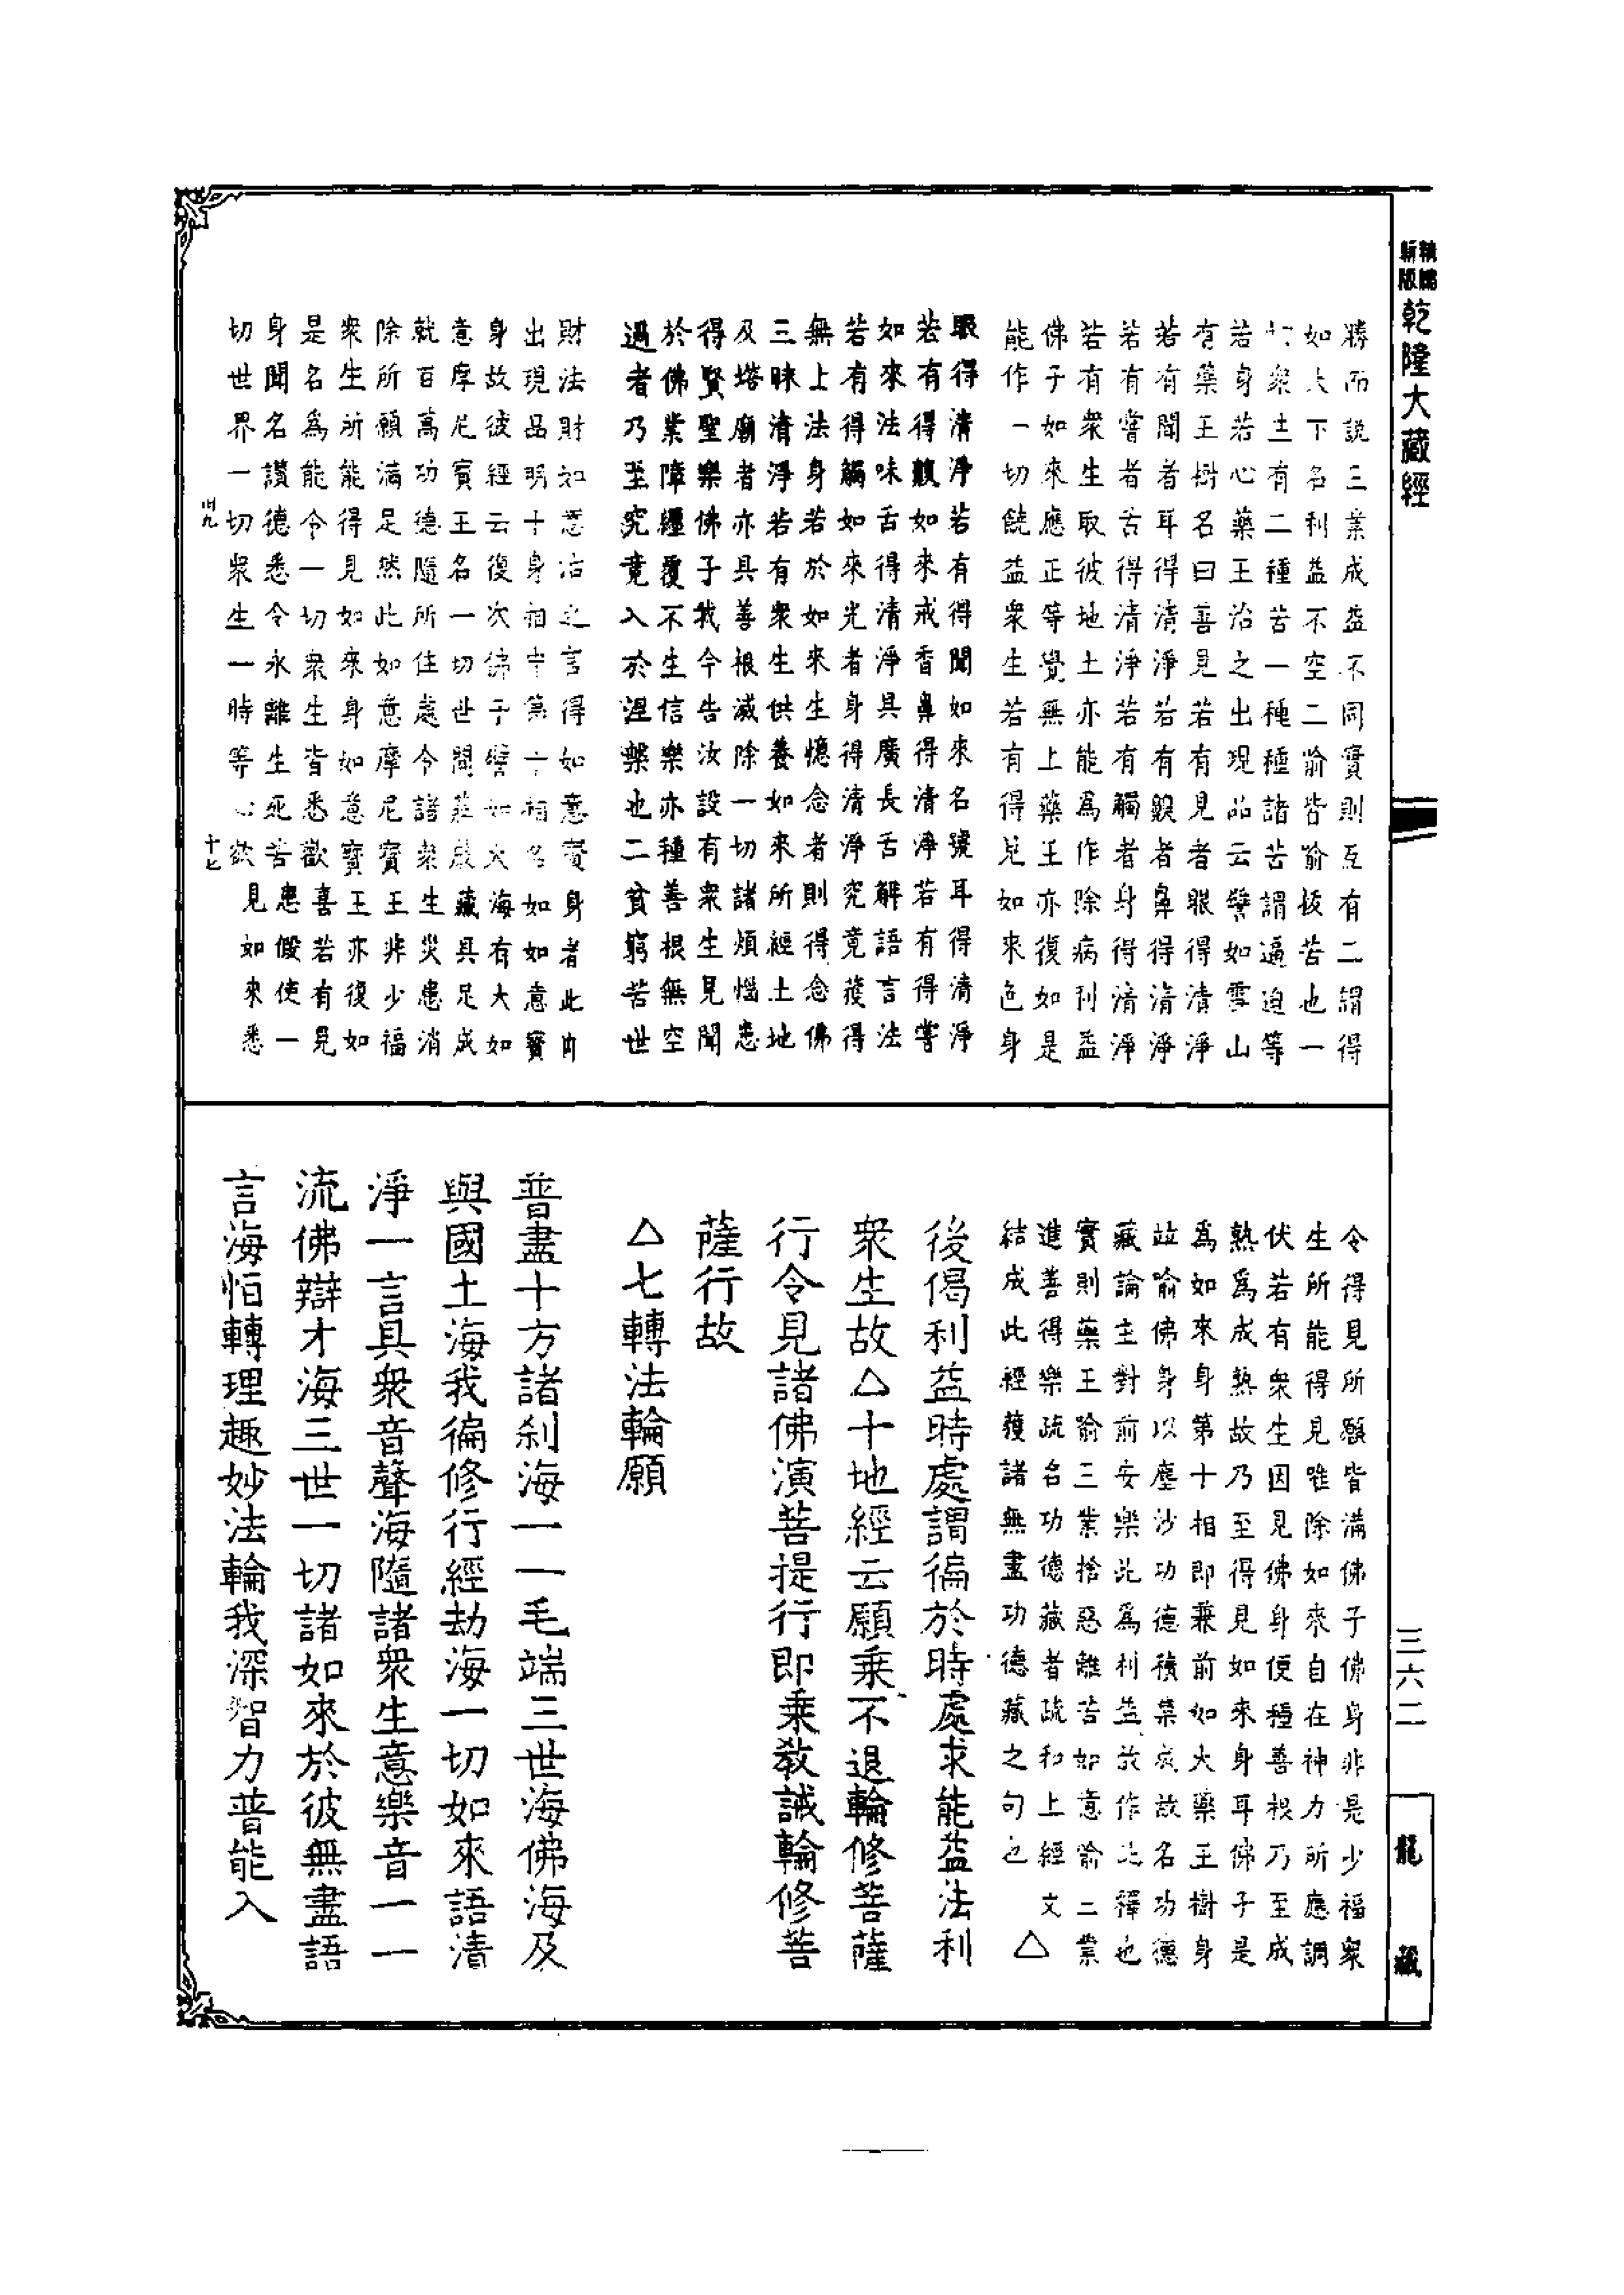 新版
乾隆大藏經
勝而說三業成益不同實則互有二謂得
如大下名利益不空二喻皆喻拔苦也一
衆生有二種苦一種種諸苦謂逼迫等
若身若心藥王治之出現品云譬如雪山
有藥王樹名曰善見若有見者眼得清淨
若有聞者耳得清淨若有齅者鼻得清淨
若有嘗者舌得清淨若有觸者身得清淨
若有衆生取彼地土亦能爲作除病利益
佛子如來應正等覺無上藥王亦復如是
能作一切饒益衆生若有得見如來色身
眼得清淨若有得聞如來名號耳得清淨
若有得齅如來戒香鼻得清淨若有得嘗
如來法味舌得清淨具廣長舌解語言法
若有得觸如來光者身得清淨究竟獲得
無上法身若於如來生憶念者則得念佛
三昧清淨若有衆生供養如來所經土地
及塔廟者亦具善根滅除一切諸煩惱患
得賢聖樂佛子我今告汝設有衆生見聞
於佛業障纏覆不生信樂亦種善根無空
過者乃至究竟入於涅槃也二貧窮苦世
財法財如意治之言得如意寶身者此由
出現品明十身相中第十相名如如意寶
身故彼經云復次佛子譬如大海有大如
意摩尼寶王名一切世間莊嚴藏具足成
就百萬功德隨所住處令諸衆生災患消
除所願滿足然此如意摩尼寶王非少福
衆生所能得見如來身如意寶王亦復如
是名爲能令一切衆生皆悉歡喜若有見
身聞名讚德悉令永離生死苦患假使一
切世界一切衆生一時等心欲見如來悉
卌九
十七
令得見所願皆滿佛子佛身非是少福衆
生所能得見唯除如來自在神力所應調
伏若有衆生因見佛身便種善根乃至成
熟爲成熟故乃至得見如來身耳佛子是
爲如來身第十相即兼前如大藥王樹身
故喻佛身以塵沙功德積業成故名功德
藏論主對前安樂此爲利益故作此釋也
實則藥王喻三業捨惡離苦如意喻二業
進善得樂疏名功德藏者疏和上經文
結成此經獲諸無盡功德藏之句也 △
後偈利益時處謂徧於時處求能益法利
衆生故△十地經云願乗不退輪修菩薩
行令見諸佛演菩提行即乗教誡輪修菩
薩行故
△七轉法輪願
普盡十方諸刹海一一毛端三世海佛海及
與國土海我徧修行經劫海一切如來語清
淨一言具衆音聲海隨諸衆生意樂音一一
流佛辯才海三世一切諸如來於彼無盡語
言海恒轉理趣妙法輪我深智力普能入
三六二
龍藏